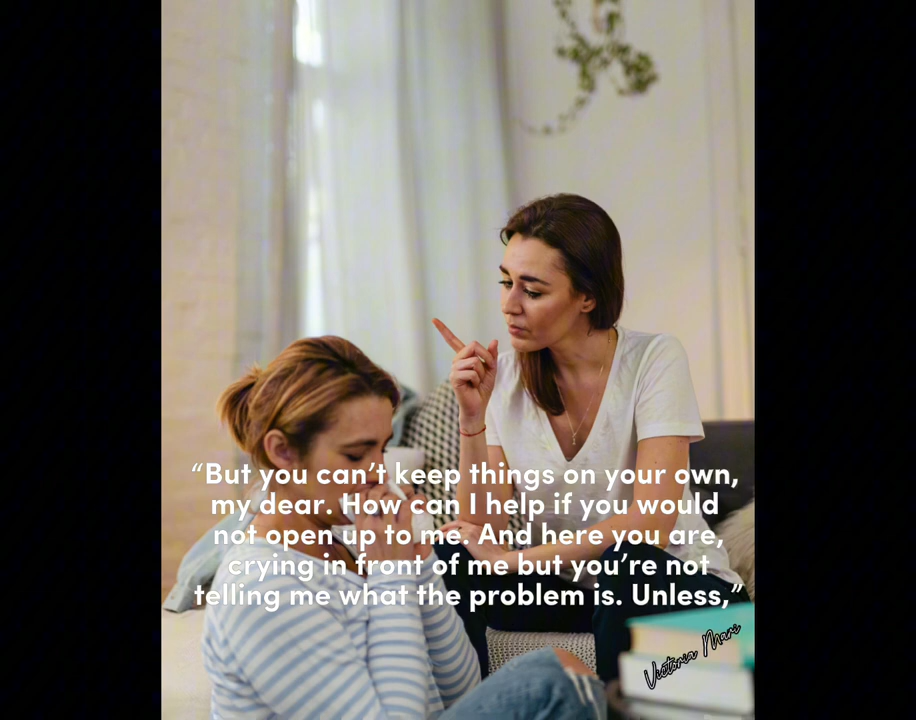 “But you can’t keep things on your own,
my dear. How can I help if you would
not open up to me. And here you are,
crying in front of me but you’re not
telling me what the problem is. Unless,”
Victoria Mari